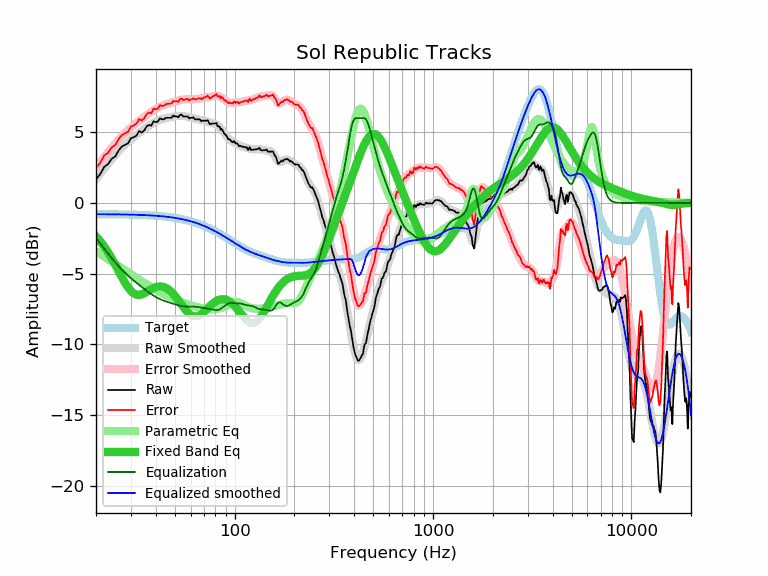 Sol Republic Tracks
Amplitude (dBr)
5
0
−5
−10
−15
−20
Target
Raw Smoothed
Error Smoothed
Raw
Error
Parametric Eq
Fixed Band Eq
Equalization
Equalized smoothed
100
1000
10000
Frequency (Hz)